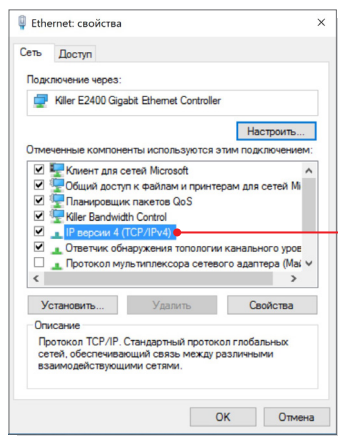 Ethernet: свойства
Сеть
Доступ
Подключение через:
Killer E2400 Gigabit Ethernet Controller
Настроить...
Отмеченные компоненты используются этим подключением:
Клиент для сетей Microsoft
Общий доступ к файлам и принтерам для сетей Mi
Планировщик пакетов QoS
Killer Bandwidth Control
IP версии 4 (TCP/IPv4)
Ответчик обнаружения топологии канального уров
Протокол мультиплексора сетевого адаптера (Май
Установить...
Удалить
Свойства
Описание
Протокол TCP/IP. Стандартный протокол глобальных
сетей, обеспечивающий связь между различными
взаимодействующими сетями.
OK
Отмена